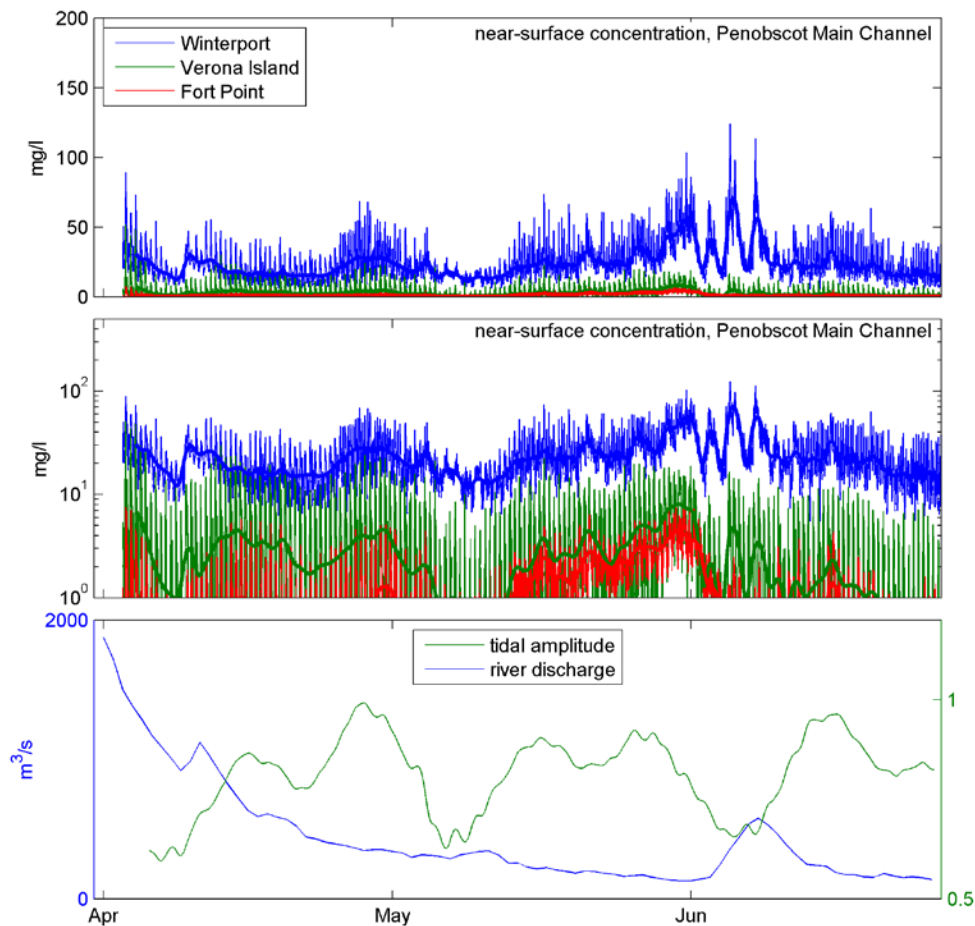 200
near-surface concentration, Penobscot Main Channel
Winterport
Verona Island
Fort Point
150
100
50
0
mg/l
near-surface concentration, Penobscot Main Channel
10²
10¹
10⁰
mg/l
2000
tidal amplitude
river discharge
1
m³/s
0
0.5
Apr
May
Jun